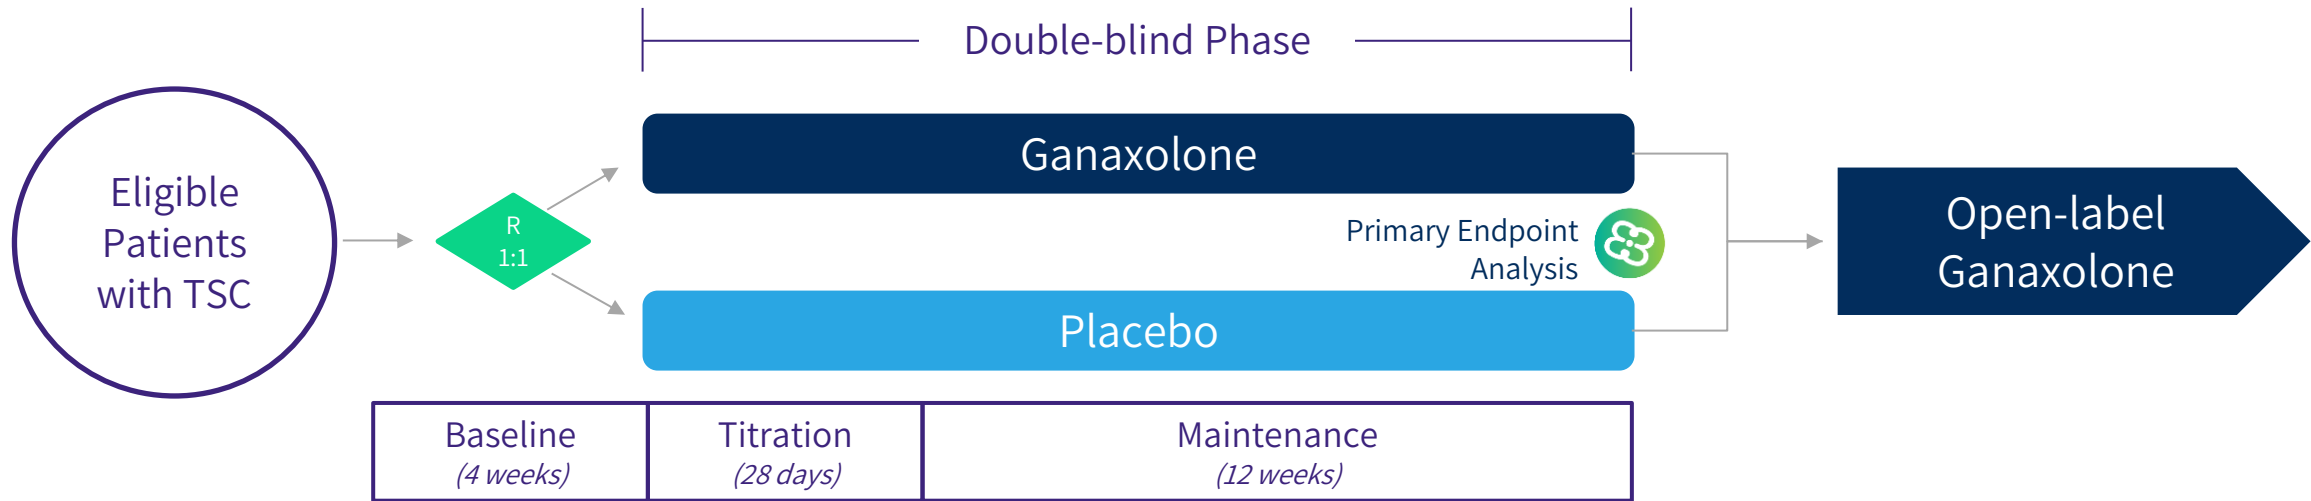 Double-blind Phase
Eligible
Patients
with TSC
R
1:1
Ganaxolone
Primary Endpoint
Analysis
Placebo
Open-label
Ganaxolone
Baseline
(4 weeks)
Titration
(28 days)
Maintenance
(12 weeks)